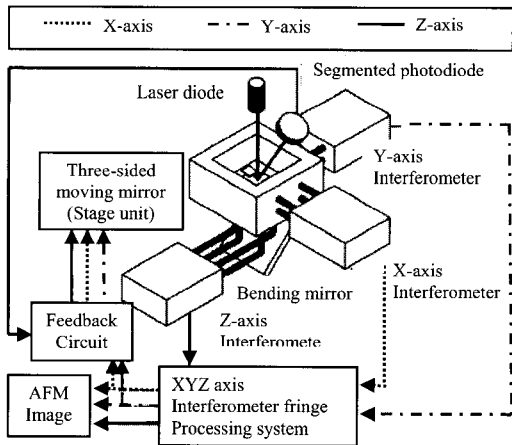 X-axis Y-axis Z-axis
Segmented photodiode
Laser diode
Three-sided
moving mirror
(Stage unit)
Y-axis
Interferometer
X-axis
Interferometer
Bending mirror
Z-axis
Interferomete
Feedback
Circuit
AFM
Image
XYZ axis
Interferometer fringe
Processing system